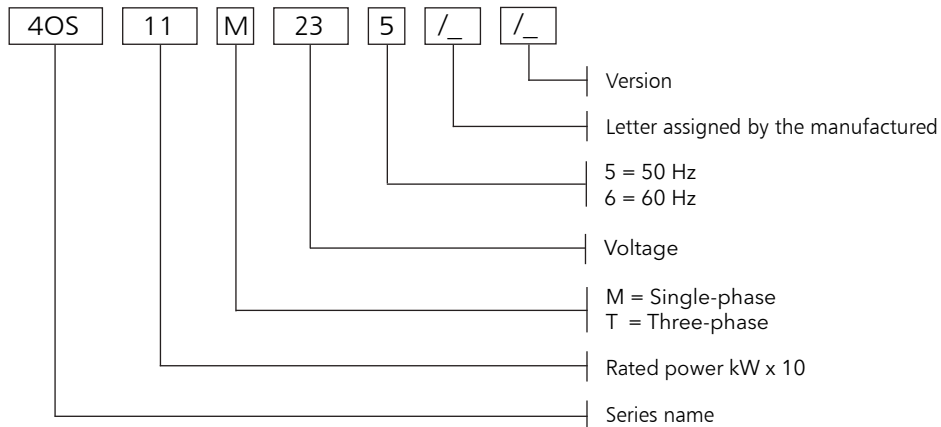 4OS 11 M 23 5 /_ /_
Version
Letter assigned by the manufactured
5 = 50 Hz
6 = 60 Hz
Voltage
M = Single-phase
T = Three-phase
Rated power kW x 10
Series name